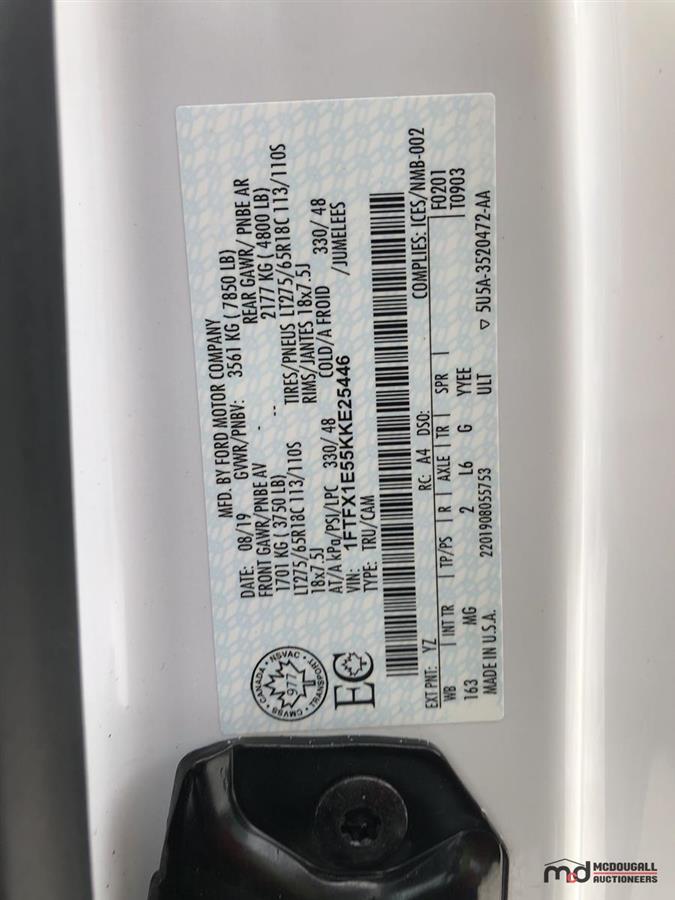 MFD. BY FORD MOTOR COMPANY
DATE: 08/19 GVWR/PNBV: 3561 KG ( 7850 LB)
FRONT GAWR/PNBE AV REAR GAWR/ PNBE AR
1701 KG ( 3750 LB) - -- 2177 KG ( 4800 LB)
LT275/65R18C 113/110S TIRES/PNEUS LT275/65R18C 113/110S
18x7.5J RIMS/JANTES 18x7.5J
AT/A kPa/PSI/LPC 330/ 48 COLD/A FROID 330/ 48
VIN: 1FTFX1E55KKE25446 /JUMELEES
TYPE: TRU/CAM
CMVSS • CANADA • NSVAC • TRANSPORT
977
EC
COMPLIES: ICES/NMB-002
EXT PNT: YZ RC: A4 DSO: F0201
WB | INT TR | TP/PS | R | AXLE | TR | SPR | T0903
163 MG 2 L6 G YYEE
MADE IN U.S.A. 2201908055753 ULT ▽ 5U5A-3520472-AA
md MCDOUGALL
AUCTIONEERS